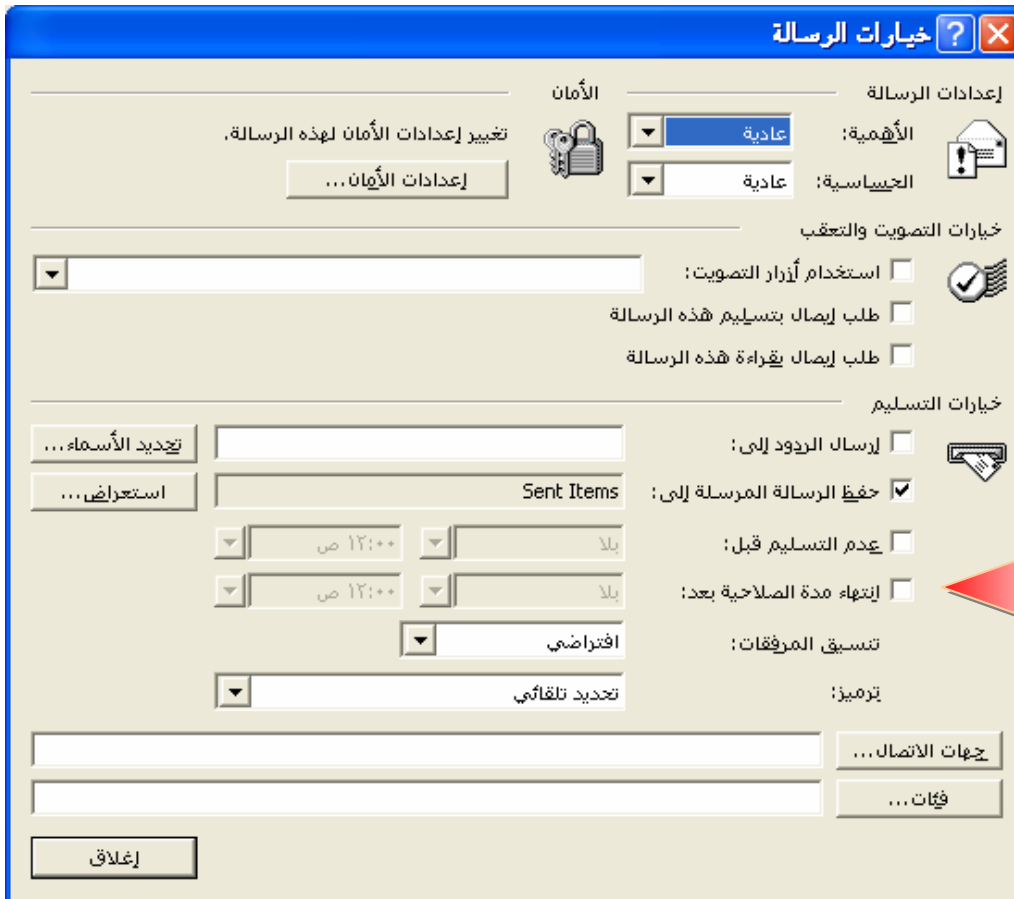 خيارات الرسالة
إعدادات الرسالة
الأهمية: عادية
الحساسية: عادية
الأمان
تغيير إعدادات الأمان لهذه الرسالة.
إعدادات الأمان...
خيارات التصويت والتعقب
استخدام أزرار التصويت:
طلب إيصال بتسليم هذه الرسالة
طلب إيصال بقراءة هذه الرسالة
خيارات التسليم
إرسال الردود إلى: تحديد الأسماء...
حفظ الرسالة المرسلة إلى: Sent Items استعراض...
عدم التسليم قبل: بلا ١٢:٠٠ ص
انتهاء مدة الصلاحية بعد: بلا ١٢:٠٠ ص
تنسيق المرفقات: افتراضي
ترميز: تحديد تلقائي
جهات الاتصال...
فئات...
إغلاق